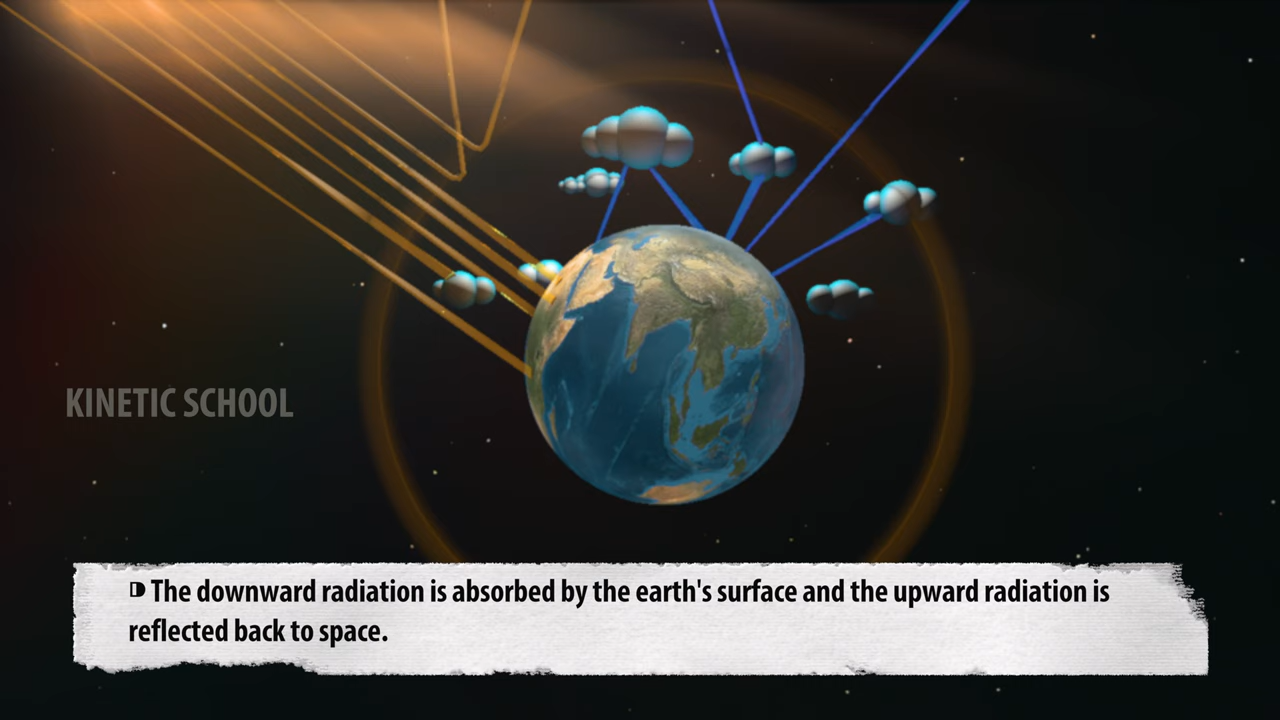 KINETIC SCHOOL
The downward radiation is absorbed by the earth's surface and the upward radiation is
reflected back to space.